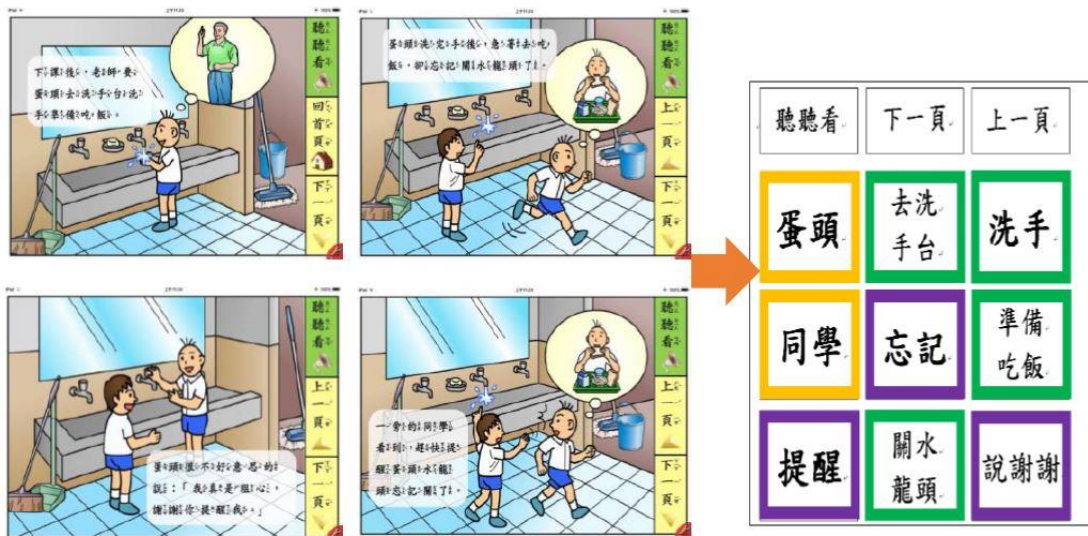 下課後，老師要
蛋頭去洗手台洗
手準備吃飯。
聽聽看
回首頁
下一頁
蛋頭洗完手後，急著去吃
飯，卻忘記關水龍頭了。
聽聽看
上一頁
下一頁
蛋頭很不好意思的
說：「我真是粗心，
謝謝你提醒我。」
聽聽看
上一頁
下一頁
一旁的同學
看到，趕快提
醒蛋頭水龍
頭忘記關了。
聽聽看
上一頁
下一頁
聽聽看
下一頁
上一頁
蛋頭
去洗
手台
洗手
同學
忘記
準備
吃飯
提醒
關水
龍頭
說謝謝